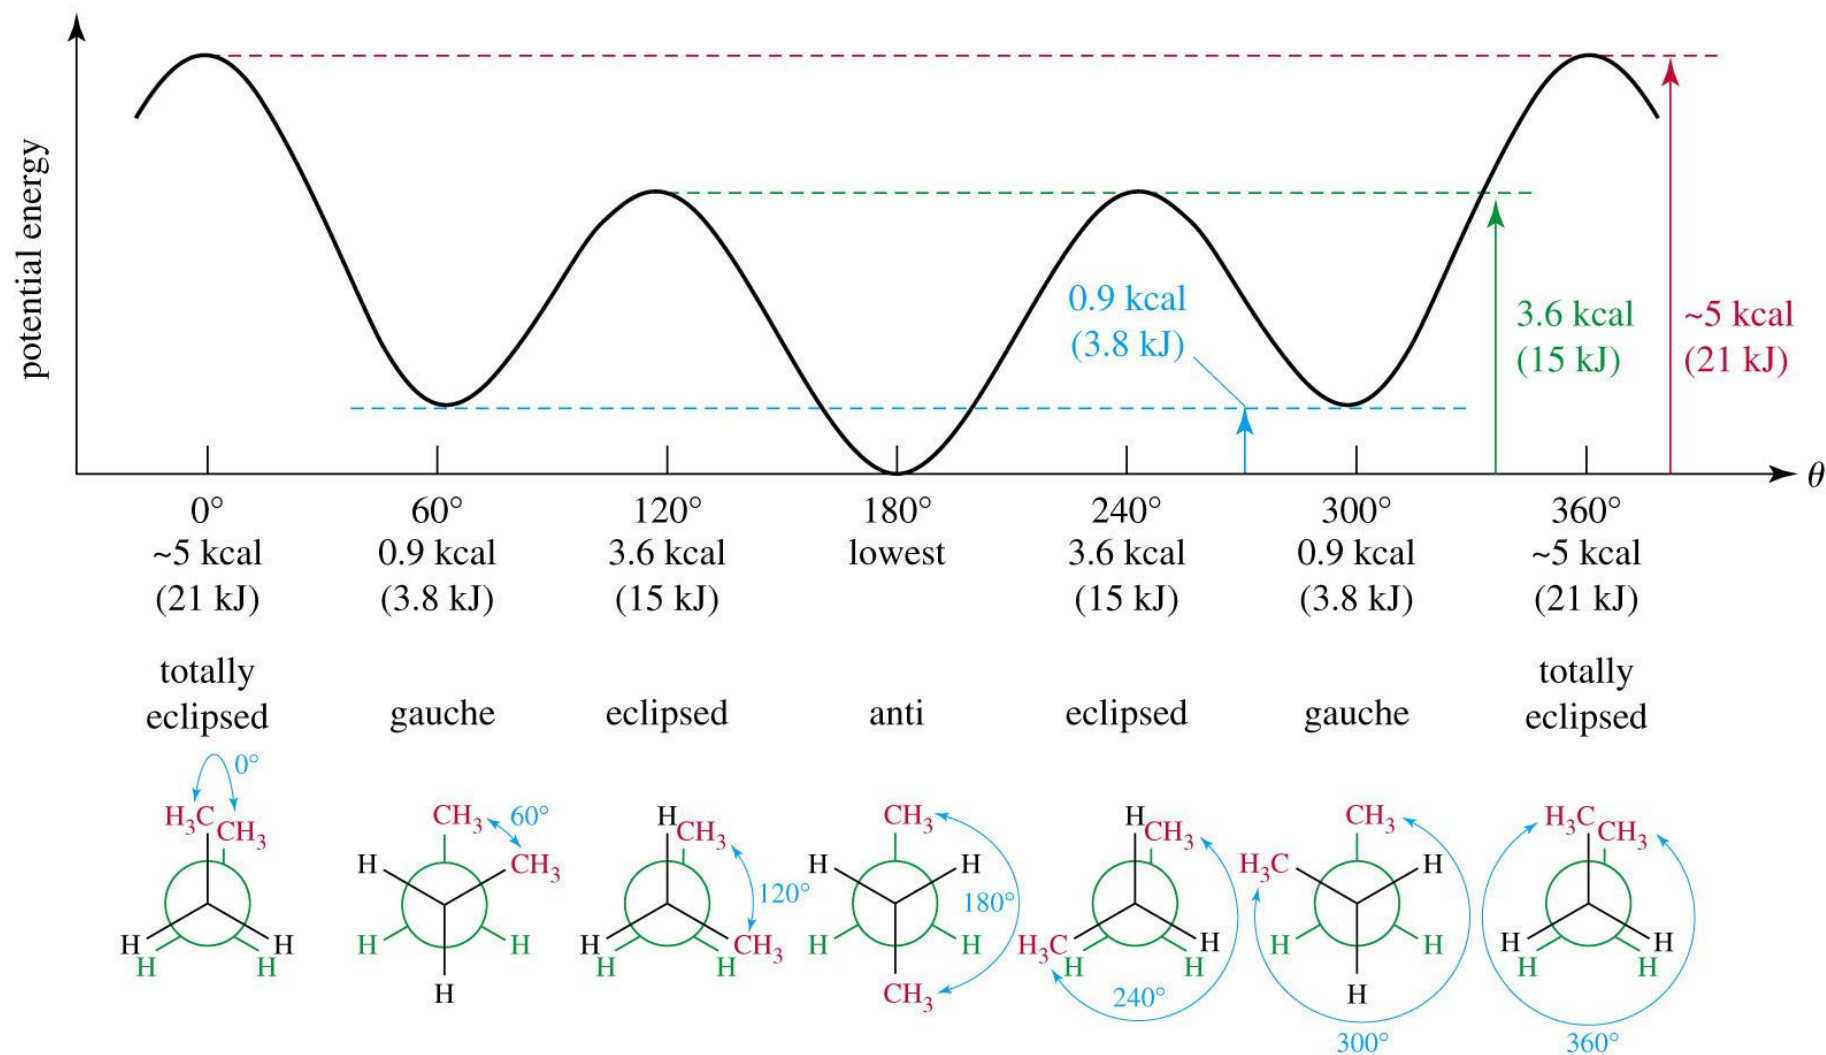 potential energy
0.9 kcal
(3.8 kJ)
3.6 kcal
(15 kJ)
~5 kcal
(21 kJ)
θ
0° 60° 120° 180° 240° 300° 360°
~5 kcal 0.9 kcal 3.6 kcal lowest 3.6 kcal 0.9 kcal ~5 kcal
(21 kJ) (3.8 kJ) (15 kJ) (15 kJ) (3.8 kJ) (21 kJ)
totally totally
eclipsed gauche eclipsed anti eclipsed gauche eclipsed
0°
H₃C
CH₃
H H
H H
CH₃ 60°
H CH₃
H H
H
H
CH₃
120°
H CH₃
H H
CH₃
H H
180°
H H
CH₃
H
CH₃
H₃C H
H H
240°
CH₃
H₃C H
H H
H
300°
H₃C
CH₃
H H
H H
360°